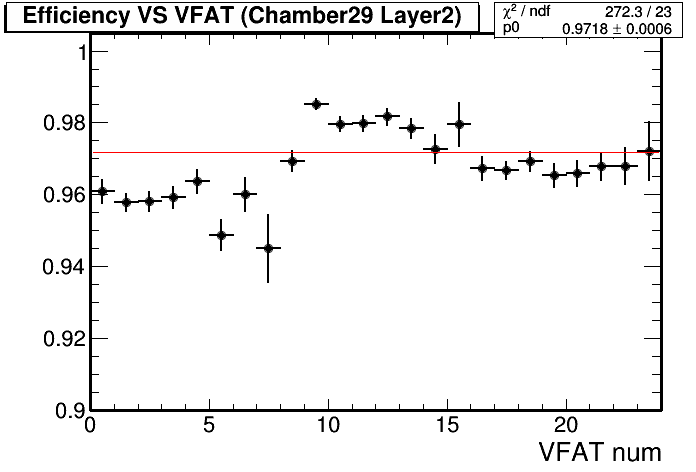 Efficiency VS VFAT (Chamber29 Layer2)
χ² / ndf 272.3 / 23
p0 0.9718 ± 0.0006
1
0.98
0.96
0.94
0.92
0.9
0 5 10 15 20
VFAT num